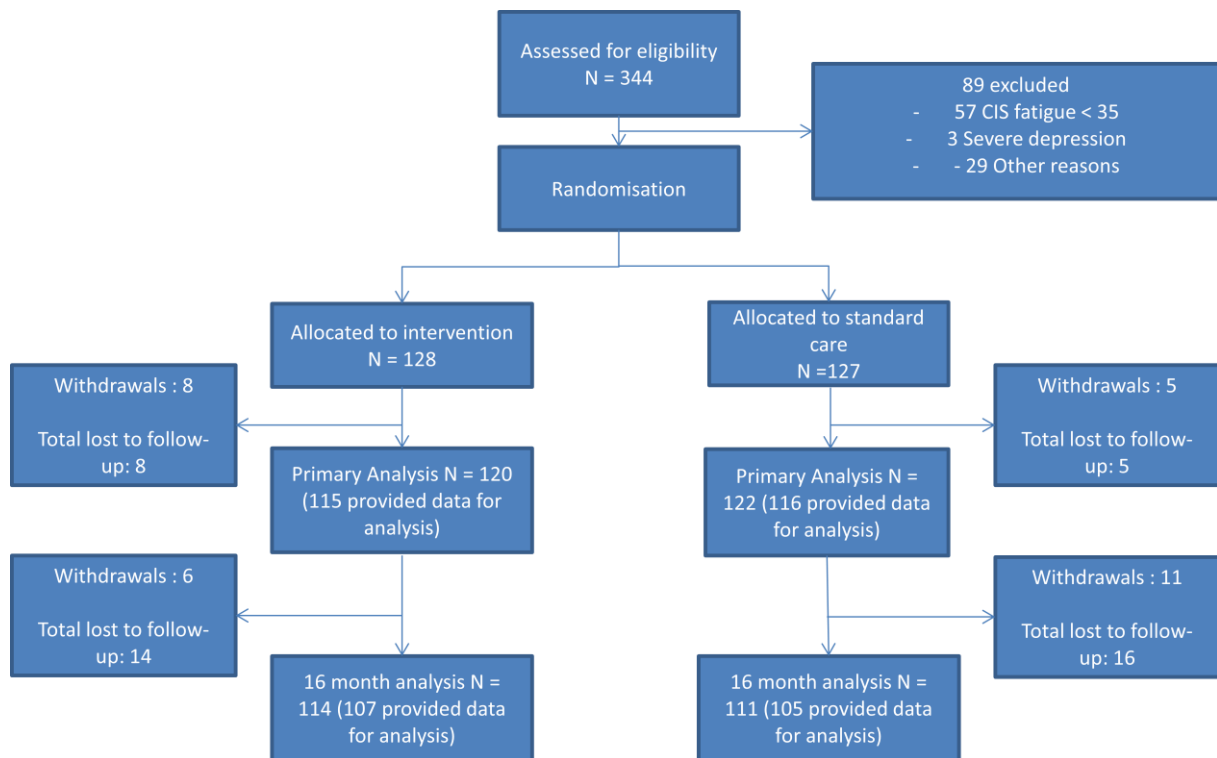 Assessed for eligibility
N = 344
89 excluded
- 57 CIS fatigue < 35
- 3 Severe depression
- - 29 Other reasons
Randomisation
Allocated to intervention
N = 128
Allocated to standard
care
N =127
Withdrawals : 8
Total lost to follow-
up: 8
Withdrawals : 5
Total lost to follow-
up: 5
Primary Analysis N = 120
(115 provided data for
analysis)
Primary Analysis N =
122 (116 provided data
for analysis)
Withdrawals : 6
Total lost to follow-
up: 14
Withdrawals : 11
Total lost to follow-
up: 16
16 month analysis N =
114 (107 provided data
for analysis)
16 month analysis N =
111 (105 provided data
for analysis)